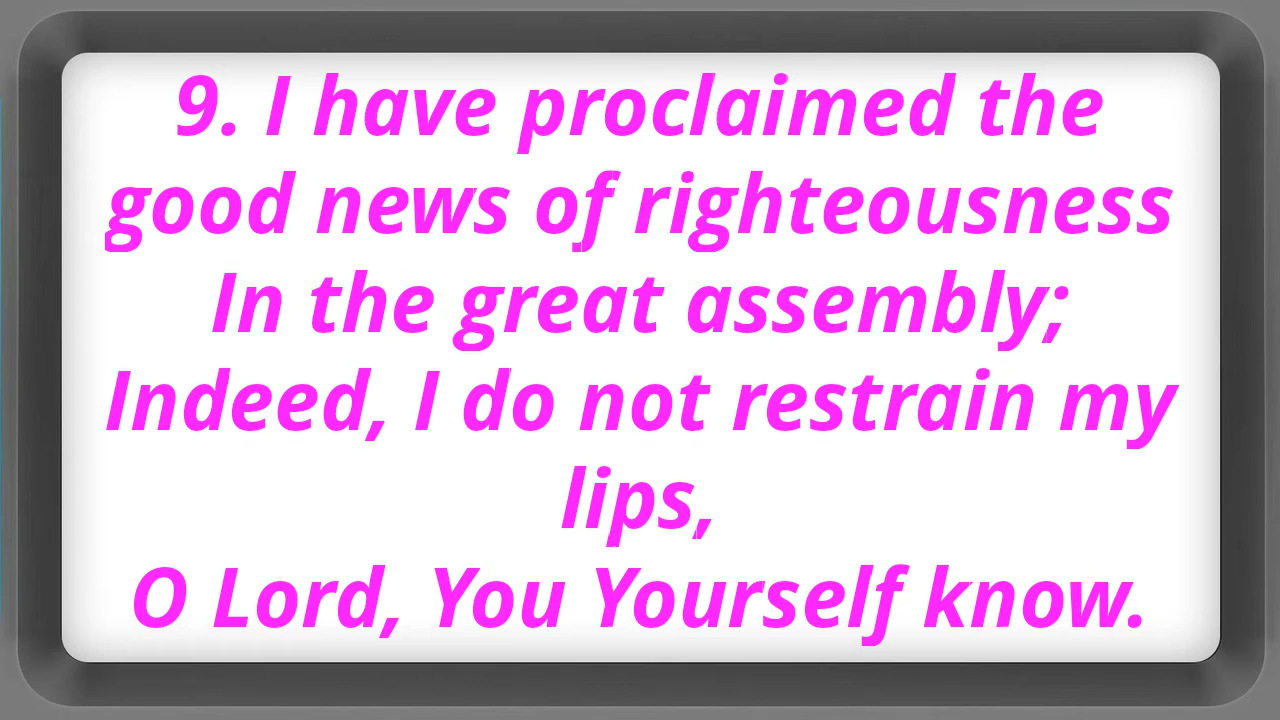 9. I have proclaimed the
good news of righteousness
In the great assembly;
Indeed, I do not restrain my
lips,
O Lord, You Yourself know.